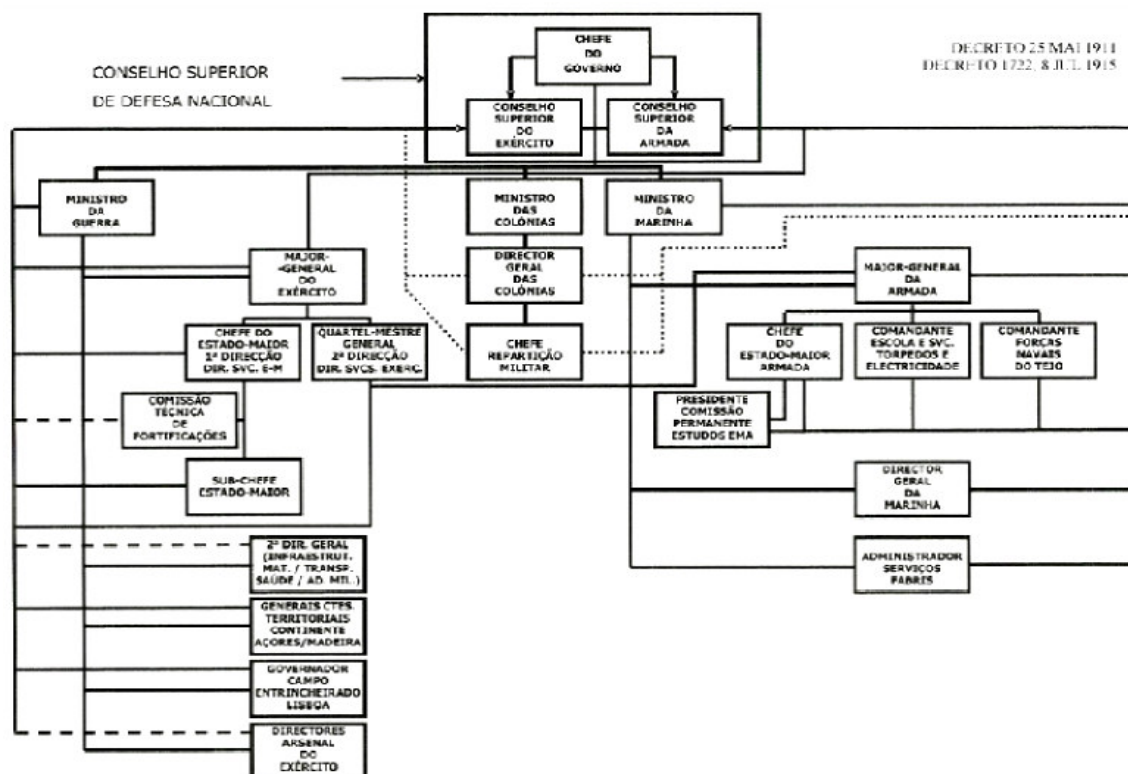 CONSELHO SUPERIOR
DE DEFESA NACIONAL
CHEFE
DO
GOVERNO
DECRETO 25 MAI 1911
DECRETO 1722, 8 JUL 1915
CONSELHO
SUPERIOR
DO
EXÉRCITO
CONSELHO
SUPERIOR
DA
ARMADA
MINISTRO
DA
GUERRA
MINISTRO
DAS
COLÓNIAS
MINISTRO
DA
MARINHA
MAJOR-
-GENERAL
DO
EXÉRCITO
DIRECTOR
GERAL
DAS
COLÓNIAS
MAJOR-GENERAL
DA
ARMADA
CHEFE DO
ESTADO-MAIOR
1ª DIRECÇÃO
DIR. SVC. E-M
QUARTEL-MESTRE
GENERAL
2ª DIRECÇÃO
DIR. SVCS. EXERÇ.
CHEFE
REPARTIÇÃO
MILITAR
CHEFE
DO
ESTADO-MAIOR
ARMADA
COMANDANTE
ESCOLA E SVC.
TORPEDOS E
ELECTRICIDADE
COMANDANTE
FORÇAS
NAVAIS
DO TEJO
COMISSÃO
TÉCNICA
DE
FORTIFICAÇÕES
PRESIDENTE
COMISSÃO
PERMANENTE
ESTUDOS EMA
SUB-CHEFE
ESTADO-MAIOR
DIRECTOR
GERAL
DA
MARINHA
2ª DIR. GERAL
(INFRAESTRUT.
MAT. / TRANSP.
SAÚDE / AD. MIL.)
ADMINISTRADOR
SERVIÇOS
FABRIS
GENERAIS CTES.
TERRITORIAIS
CONTINENTE
AÇORES/MADEIRA
GOVERNADOR
CAMPO
ENTRINCHEIRADO
LISBOA
DIRECTORES
ARSENAL
DO
EXÉRCITO